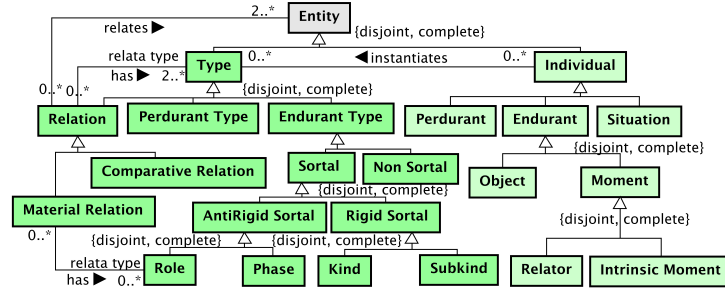 2..* Entity
relates ▶ {disjoint, complete}
relata type Type 0..* ◀ instantiates 0..* Individual
has ▶ 2..*
0..* 0..* {disjoint, complete}
Relation Perdurant Type Endurant Type Perdurant Endurant Situation
{disjoint, complete}
Comparative Relation Sortal Non Sortal Object Moment
{disjoint, complete}
Material Relation AntiRigid Sortal Rigid Sortal {disjoint, complete}
0..* {disjoint, complete} {disjoint, complete}
relata type Role Phase Kind Subkind Relator Intrinsic Moment
has ▶ 0..*